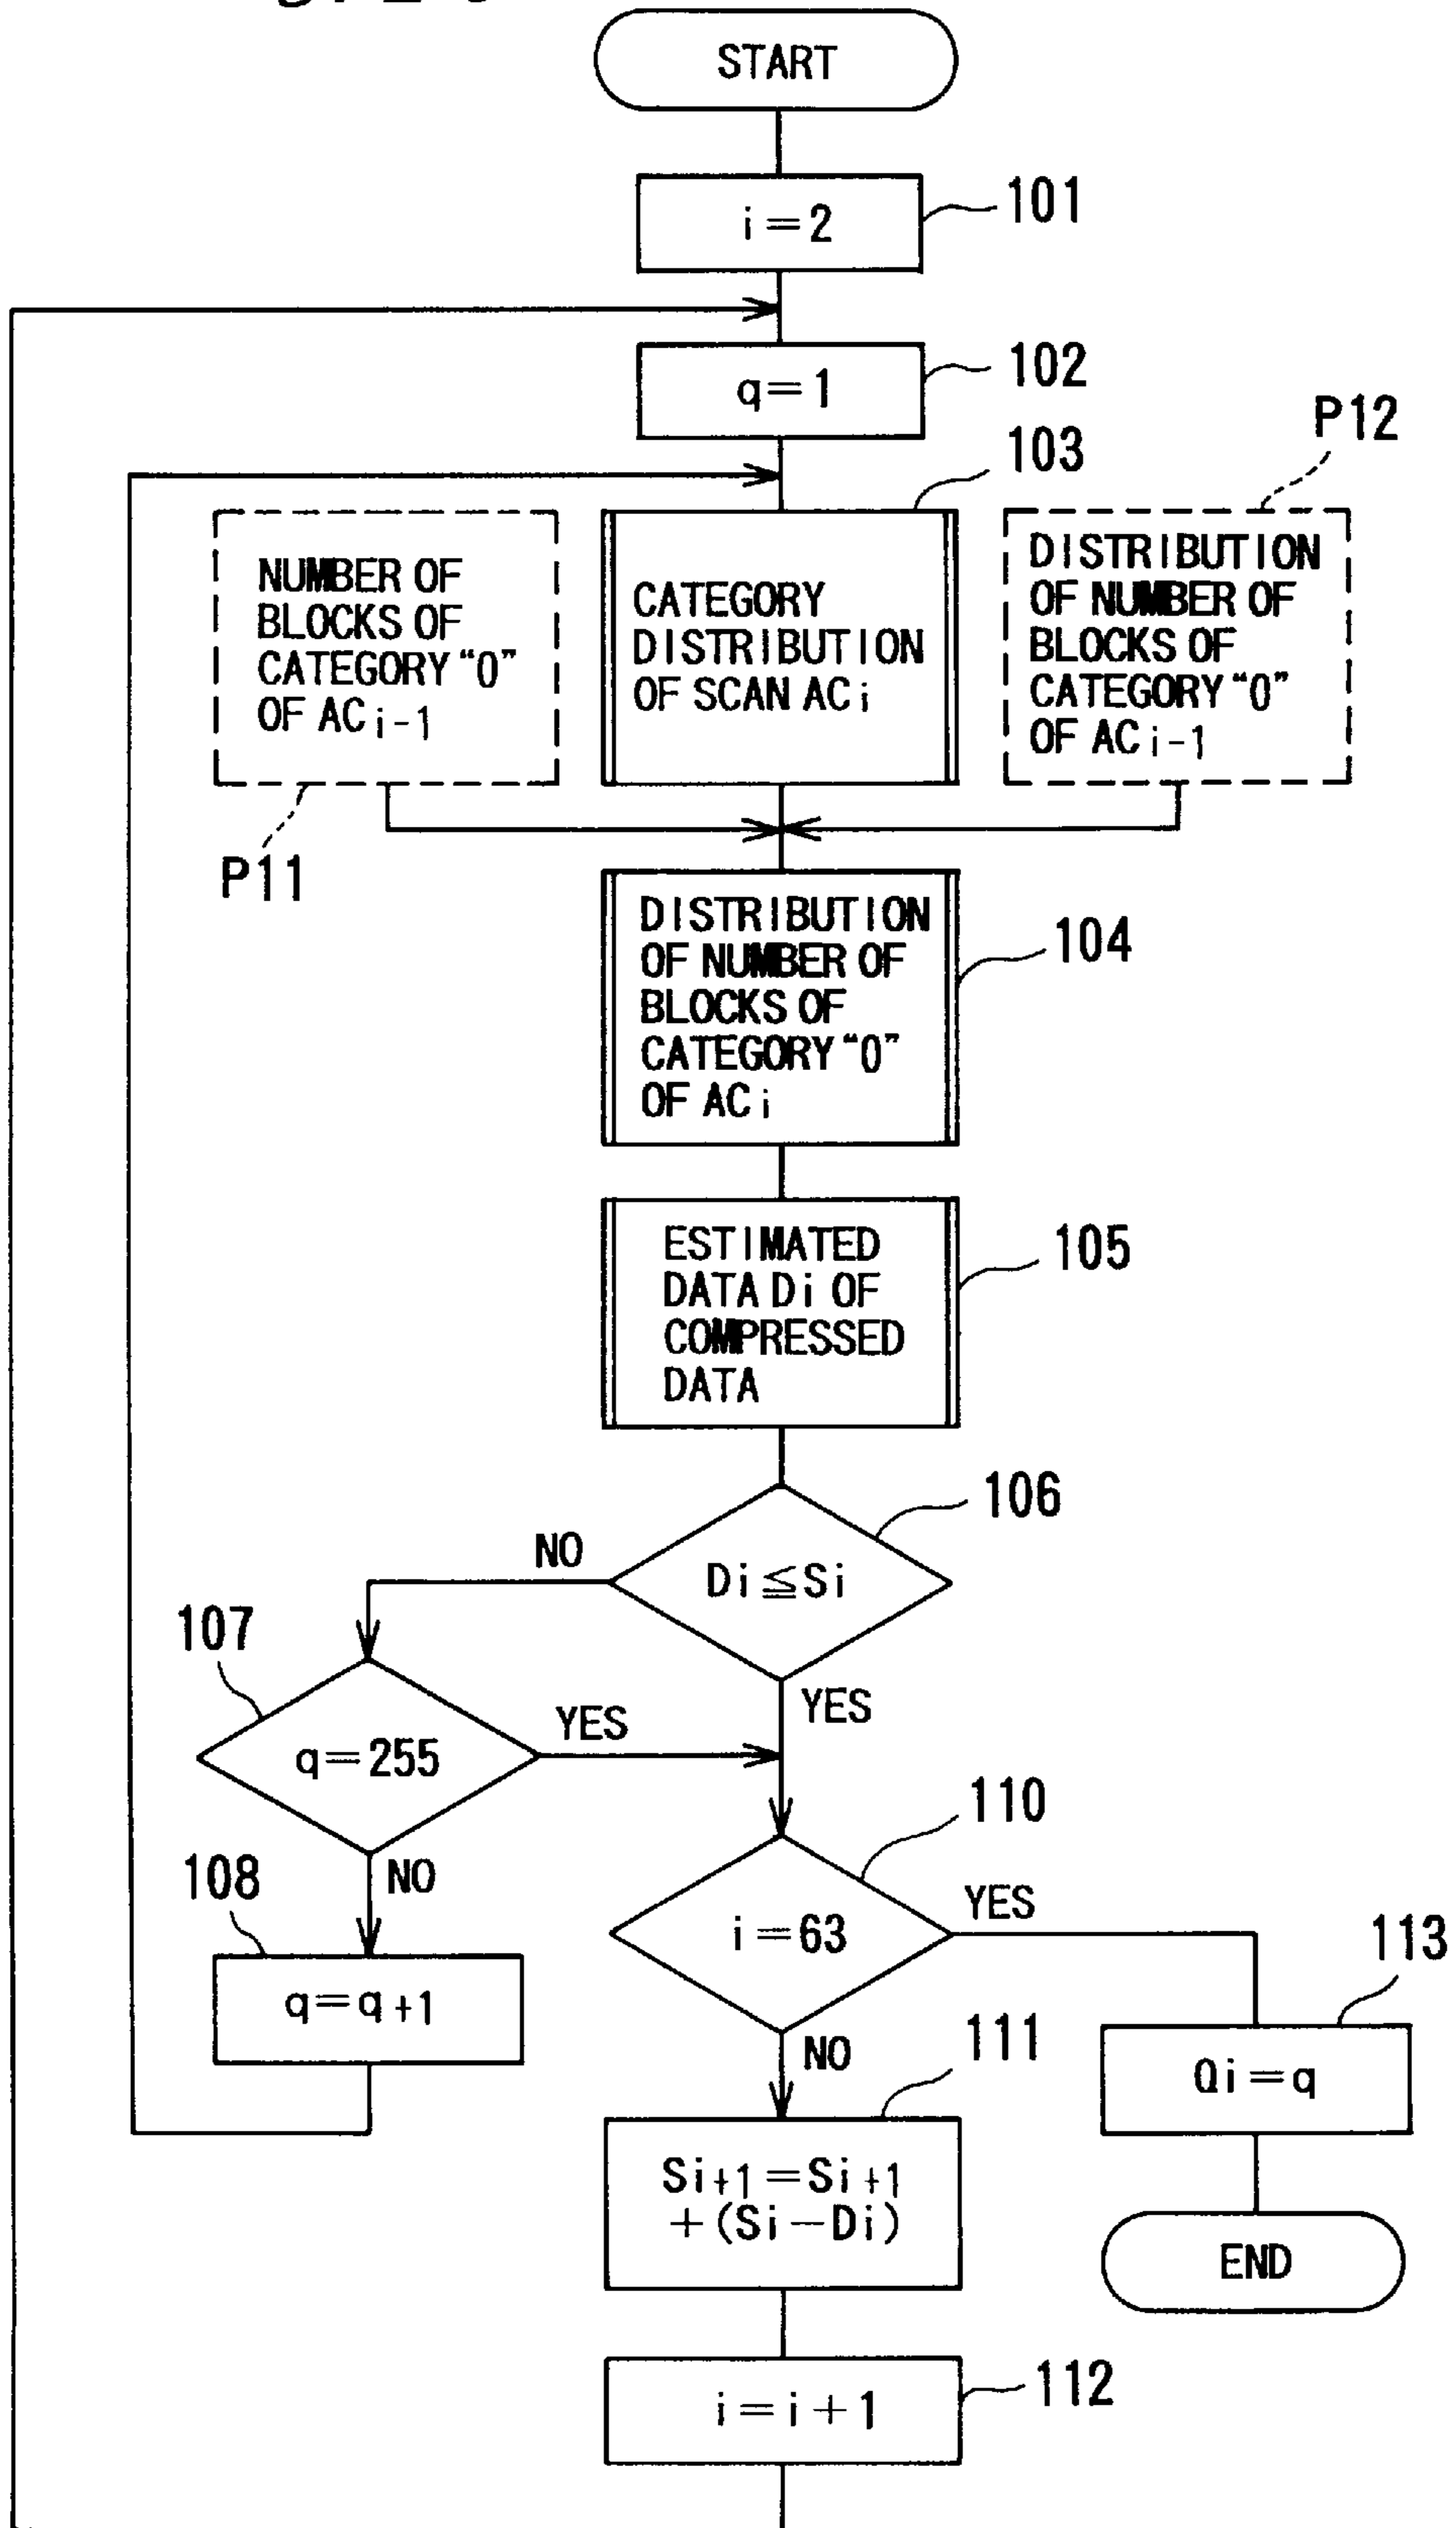 START
i=2
101
q=1
102
P12
103
NUMBER OF
BLOCKS OF
CATEGORY "0"
OF ACi-1
CATEGORY
DISTRIBUTION
OF SCAN ACi
DISTRIBUTION
OF NUMBER OF
BLOCKS OF
CATEGORY "0"
OF ACi-1
P11
DISTRIBUTION
OF NUMBER OF
BLOCKS OF
CATEGORY "0"
OF ACi
104
ESTIMATED
DATA Di OF
COMPRESSED
DATA
105
106
NO
Di≦Si
107
YES
YES
q=255
110
108
NO
YES
i=63
113
q=q+1
NO
111
Qi=q
Si+1=Si+1
+(Si-Di)
END
i=i+1
112